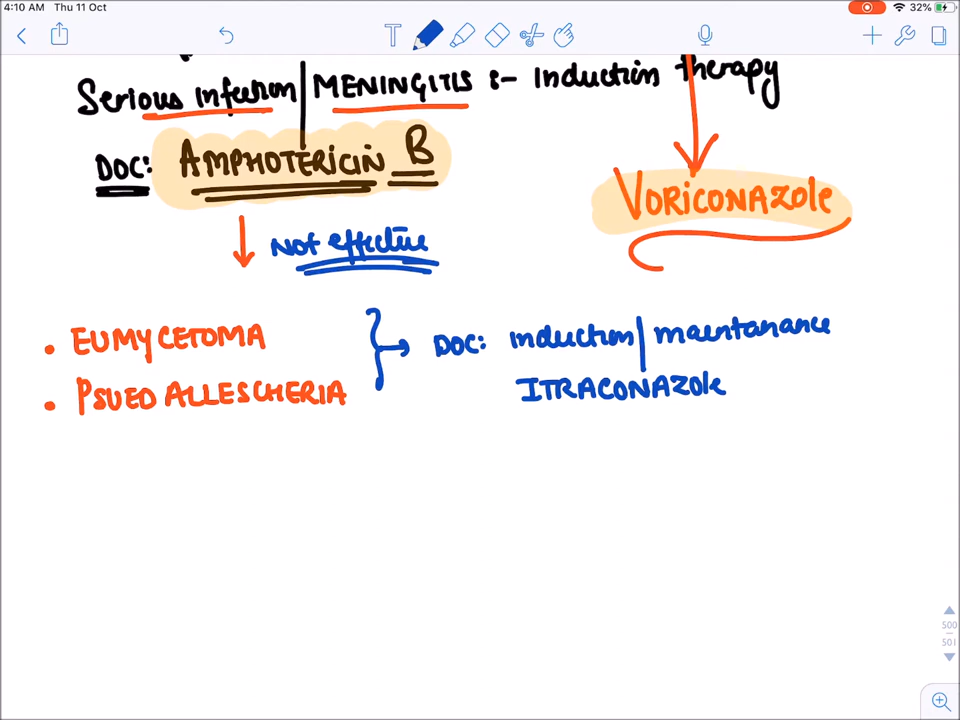 4:10 AM Thu 11 Oct
32%
T
Serious infection | MENINGITIS :- Induction therapy
DOC: AMPHOTERICIN B
VORICONAZOLE
Not effective
• EUMYCETOMA
• PSUEDALLESCHERIA
DOC: induction | maintanance
ITRACONAZOLE
500
501